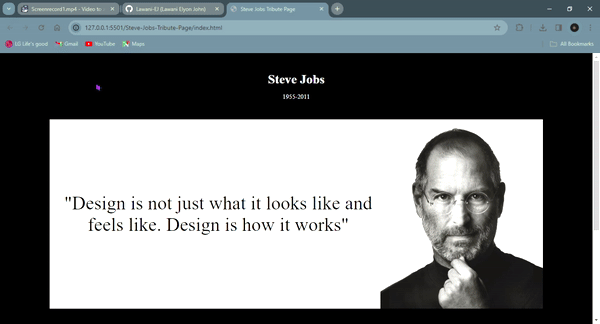 Screenrecord1.mp4 - Video to
Lawani-EJ (Lawani Elyon John)
Steve Jobs Tribute Page
127.0.0.1:5501/Steve-Jobs-Tribute-Page/index.html
LG Life's good
Gmail
YouTube
Maps
All Bookmarks
Steve Jobs
1955-2011
"Design is not just what it looks like and
feels like. Design is how it works"